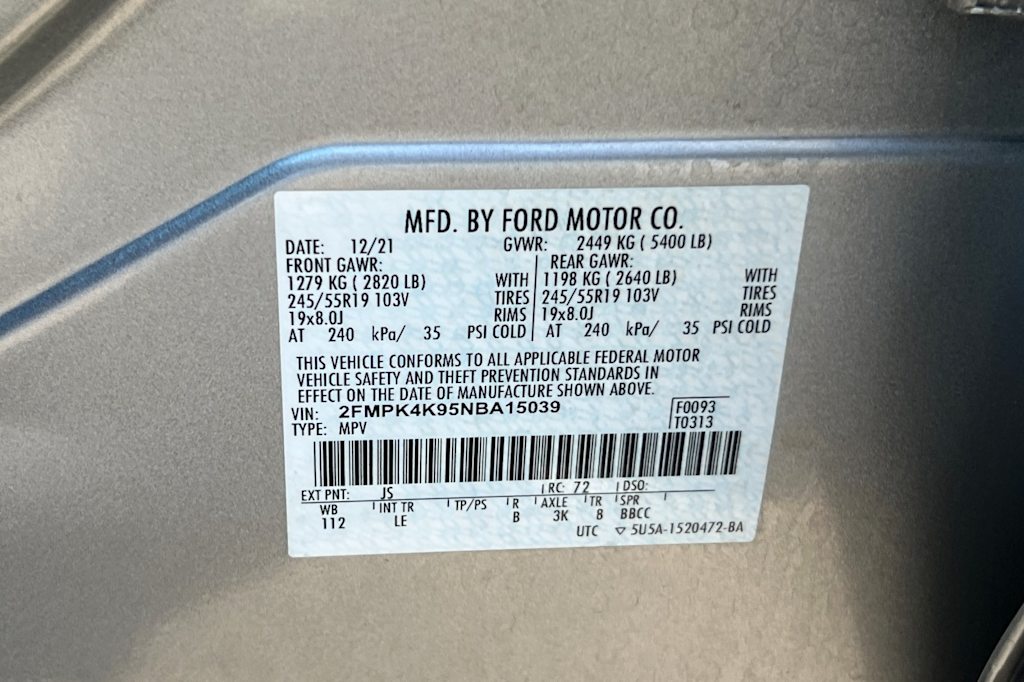 MFD. BY FORD MOTOR CO.
DATE: 12/21 GVWR: 2449 KG ( 5400 LB)
FRONT GAWR: REAR GAWR:
1279 KG ( 2820 LB) WITH 1198 KG ( 2640 LB) WITH
245/55R19 103V TIRES 245/55R19 103V TIRES
19x8.0J RIMS 19x8.0J RIMS
AT 240 kPa/ 35 PSI COLD AT 240 kPa/ 35 PSI COLD
THIS VEHICLE CONFORMS TO ALL APPLICABLE FEDERAL MOTOR
VEHICLE SAFETY AND THEFT PREVENTION STANDARDS IN
EFFECT ON THE DATE OF MANUFACTURE SHOWN ABOVE.
VIN: 2FMPK4K95NBA15039 F0093
TYPE: MPV T0313
EXT PNT: JS RC: 72 DSO:
WB INT TR TP/PS R AXLE TR SPR
112 LE B 3K 8 BBCC
UTC ▽ 5U5A-1520472-BA